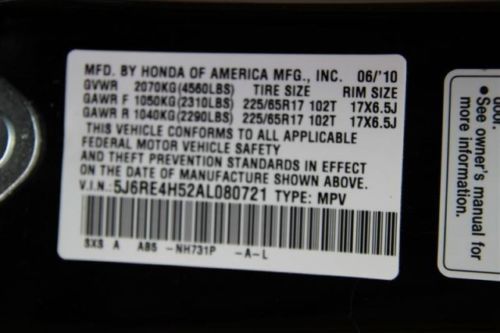 MFD. BY HONDA OF AMERICA MFG., INC. 06/'10
GVWR 2070KG(4560LBS) TIRE SIZE RIM SIZE
GAWR F 1050KG(2310LBS) 225/65R17 102T 17X6.5J
GAWR R 1040KG(2290LBS) 225/65R17 102T 17X6.5J
THIS VEHICLE CONFORMS TO ALL APPLICABLE
FEDERAL MOTOR VEHICLE SAFETY
AND THEFT PREVENTION STANDARDS IN EFFECT
ON THE DATE OF MANUFACTURE SHOWN ABOVE.
V.I.N.: 5J6RE4H52AL080721 TYPE: MPV
SXS A ABS -NH731P -A-L
door.
• See owner's
more